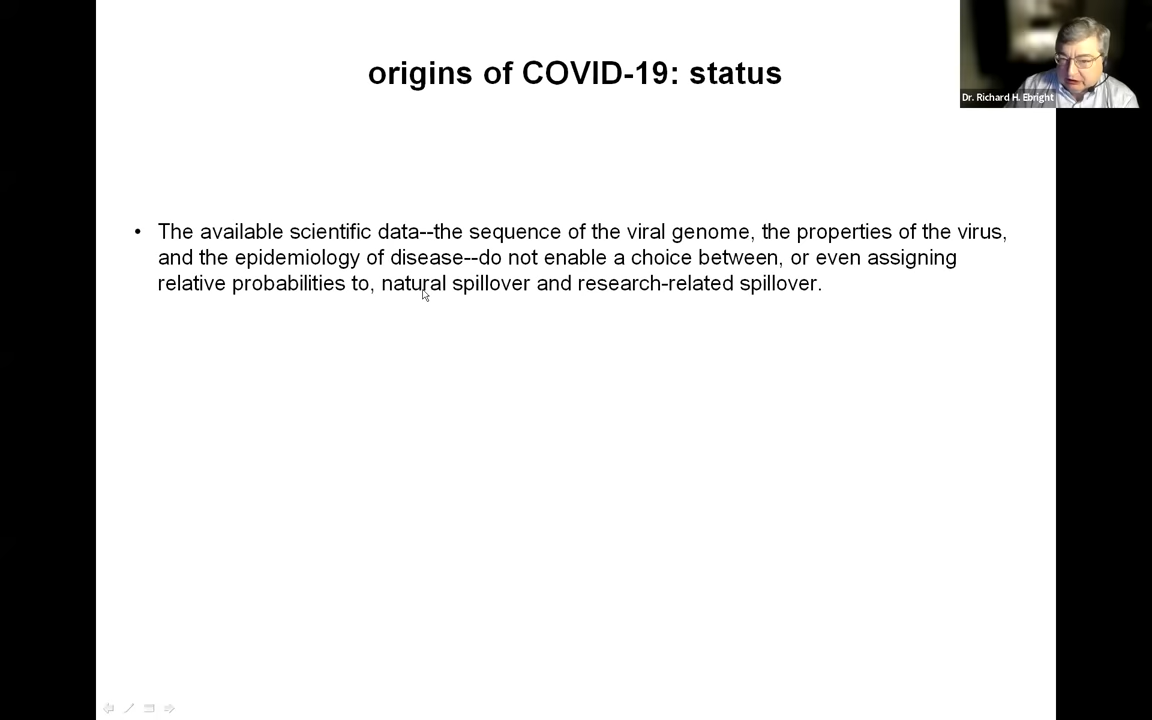 origins of COVID-19: status
Dr. Richard H. Ebright
• The available scientific data--the sequence of the viral genome, the properties of the virus,
and the epidemiology of disease--do not enable a choice between, or even assigning
relative probabilities to, natural spillover and research-related spillover.